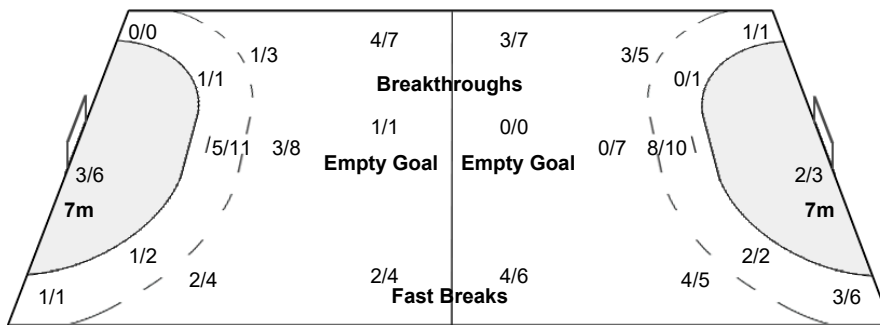 0/0 4/7 3/7 1/1
1/3 3/5
1/1 Breakthroughs 0/1
1/1 0/0
5/11 3/8 0/7 8/10
Empty Goal Empty Goal
3/6 2/3
7m 7m
1/2 2/2
2/4 2/4 4/6 4/5
1/1 Fast Breaks 3/6